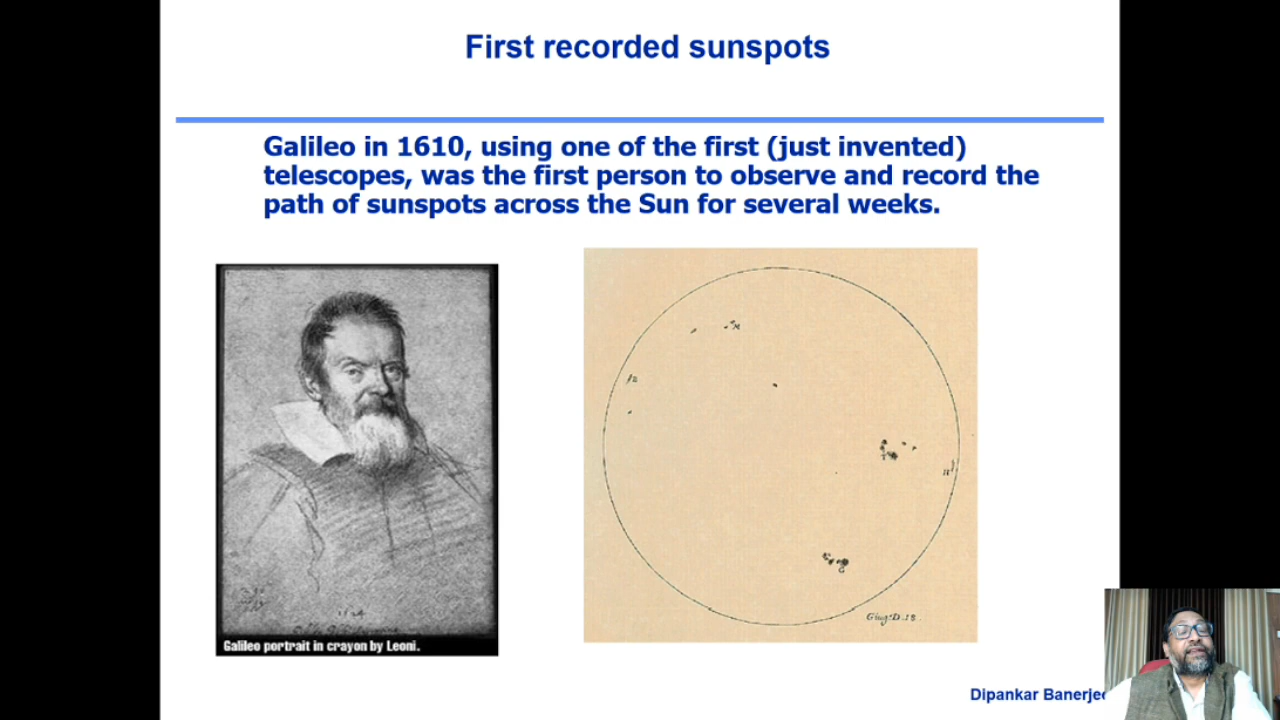 First recorded sunspots
Galileo in 1610, using one of the first (just invented)
telescopes, was the first person to observe and record the
path of sunspots across the Sun for several weeks.
Galileo portrait in crayon by Leoni.
Giug: D. 18.
Dipankar Banerjee